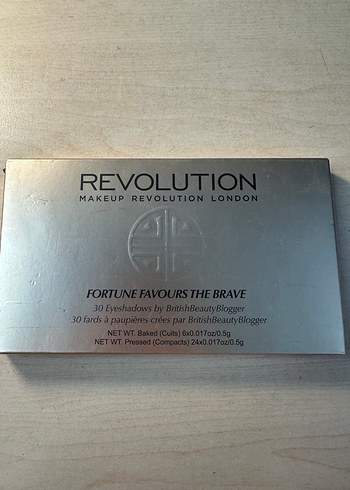 REVOLUTION
MAKEUP REVOLUTION LONDON
FORTUNE FAVOURS THE BRAVE
30 Eyeshadows by BritishBeautyBlogger
30 fards à paupières crées par BritishBeautyBlogger
NET WT. Baked (Cuits) 6x0.017oz/0.5g
NET WT. Pressed (Compacts) 24x0.017oz/0.5g